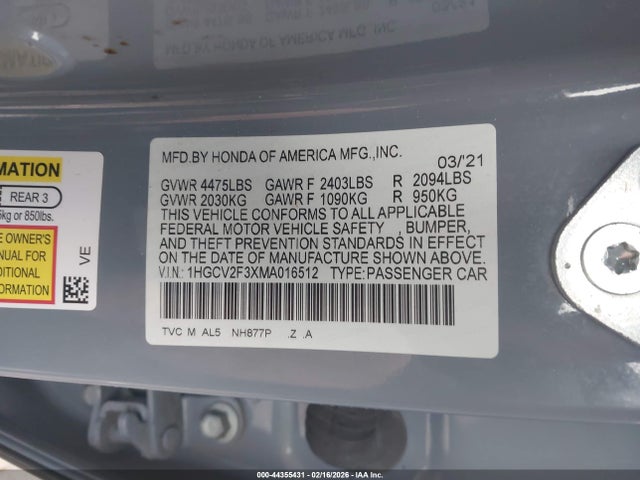 MFD.BY HONDA OF AMERICA MFG.,INC. 03/'21
GVWR 4475LBS GAWR F 2403LBS R 2094LBS
GVWR 2030KG GAWR F 1090KG R 950KG
THIS VEHICLE CONFORMS TO ALL APPLICABLE
FEDERAL MOTOR VEHICLE SAFETY , BUMPER,
AND THEFT PREVENTION STANDARDS IN EFFECT
ON THE DATE OF MANUFACTURE SHOWN ABOVE.
V.I.N.: 1HGCV2F3XMA016512 TYPE:PASSENGER CAR
TVC M AL5 NH877P .Z .A
RMATION
REAR 3
kg or 850lbs.
E OWNER'S
NUAL FOR
DITIONAL
ORMATION
VE
000-44355431 - 02/16/2026 - IAA Inc.